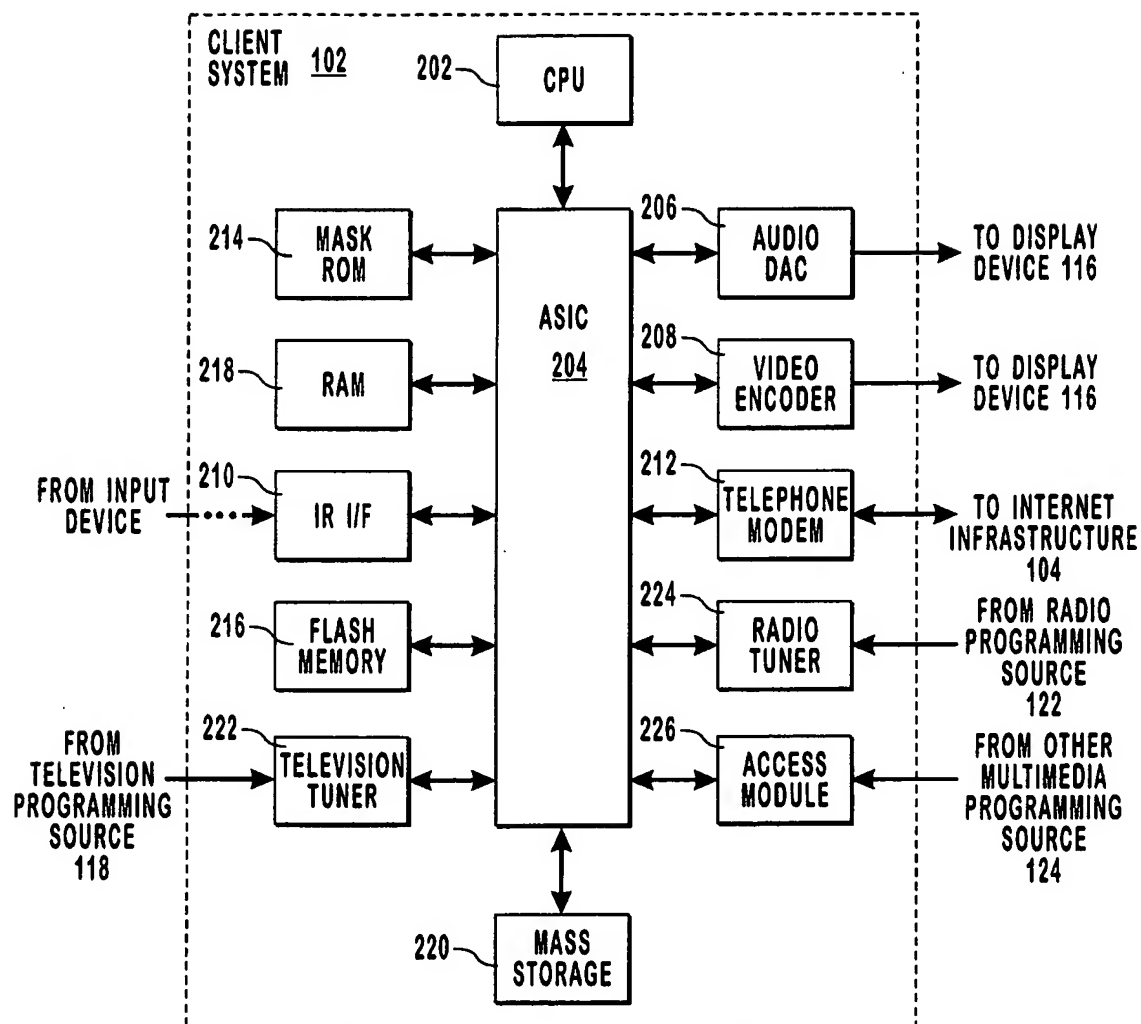 CLIENT
SYSTEM 102
202
CPU
214
MASK
ROM
206
AUDIO
DAC
TO DISPLAY
DEVICE 116
ASIC
204
218
RAM
208
VIDEO
ENCODER
TO DISPLAY
DEVICE 116
FROM INPUT
DEVICE
210
IR I/F
212
TELEPHONE
MODEM
TO INTERNET
INFRASTRUCTURE
104
216
FLASH
MEMORY
224
RADIO
TUNER
FROM RADIO
PROGRAMMING
SOURCE
122
FROM
TELEVISION
PROGRAMMING
SOURCE
118
222
TELEVISION
TUNER
226
ACCESS
MODULE
FROM OTHER
MULTIMEDIA
PROGRAMMING
SOURCE
124
220
MASS
STORAGE